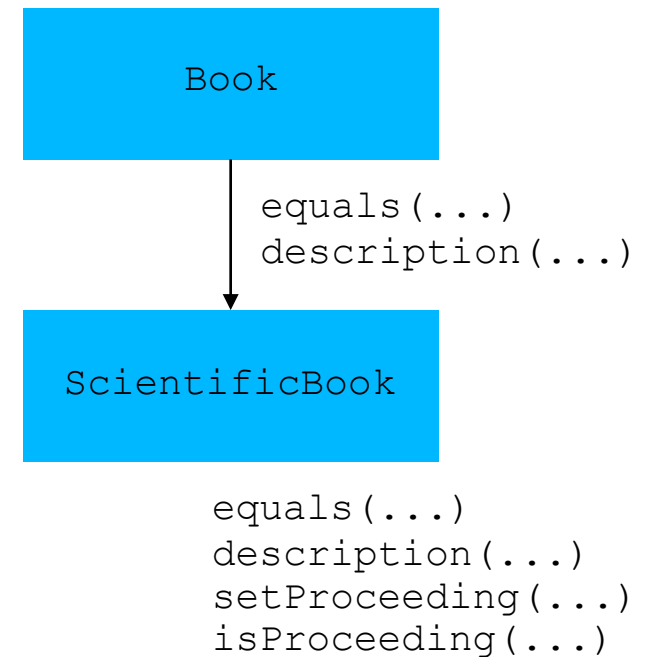 Book
equals(...)
description(...)
ScientificBook
equals(...)
description(...)
setProceeding(...)
isProceeding(...)